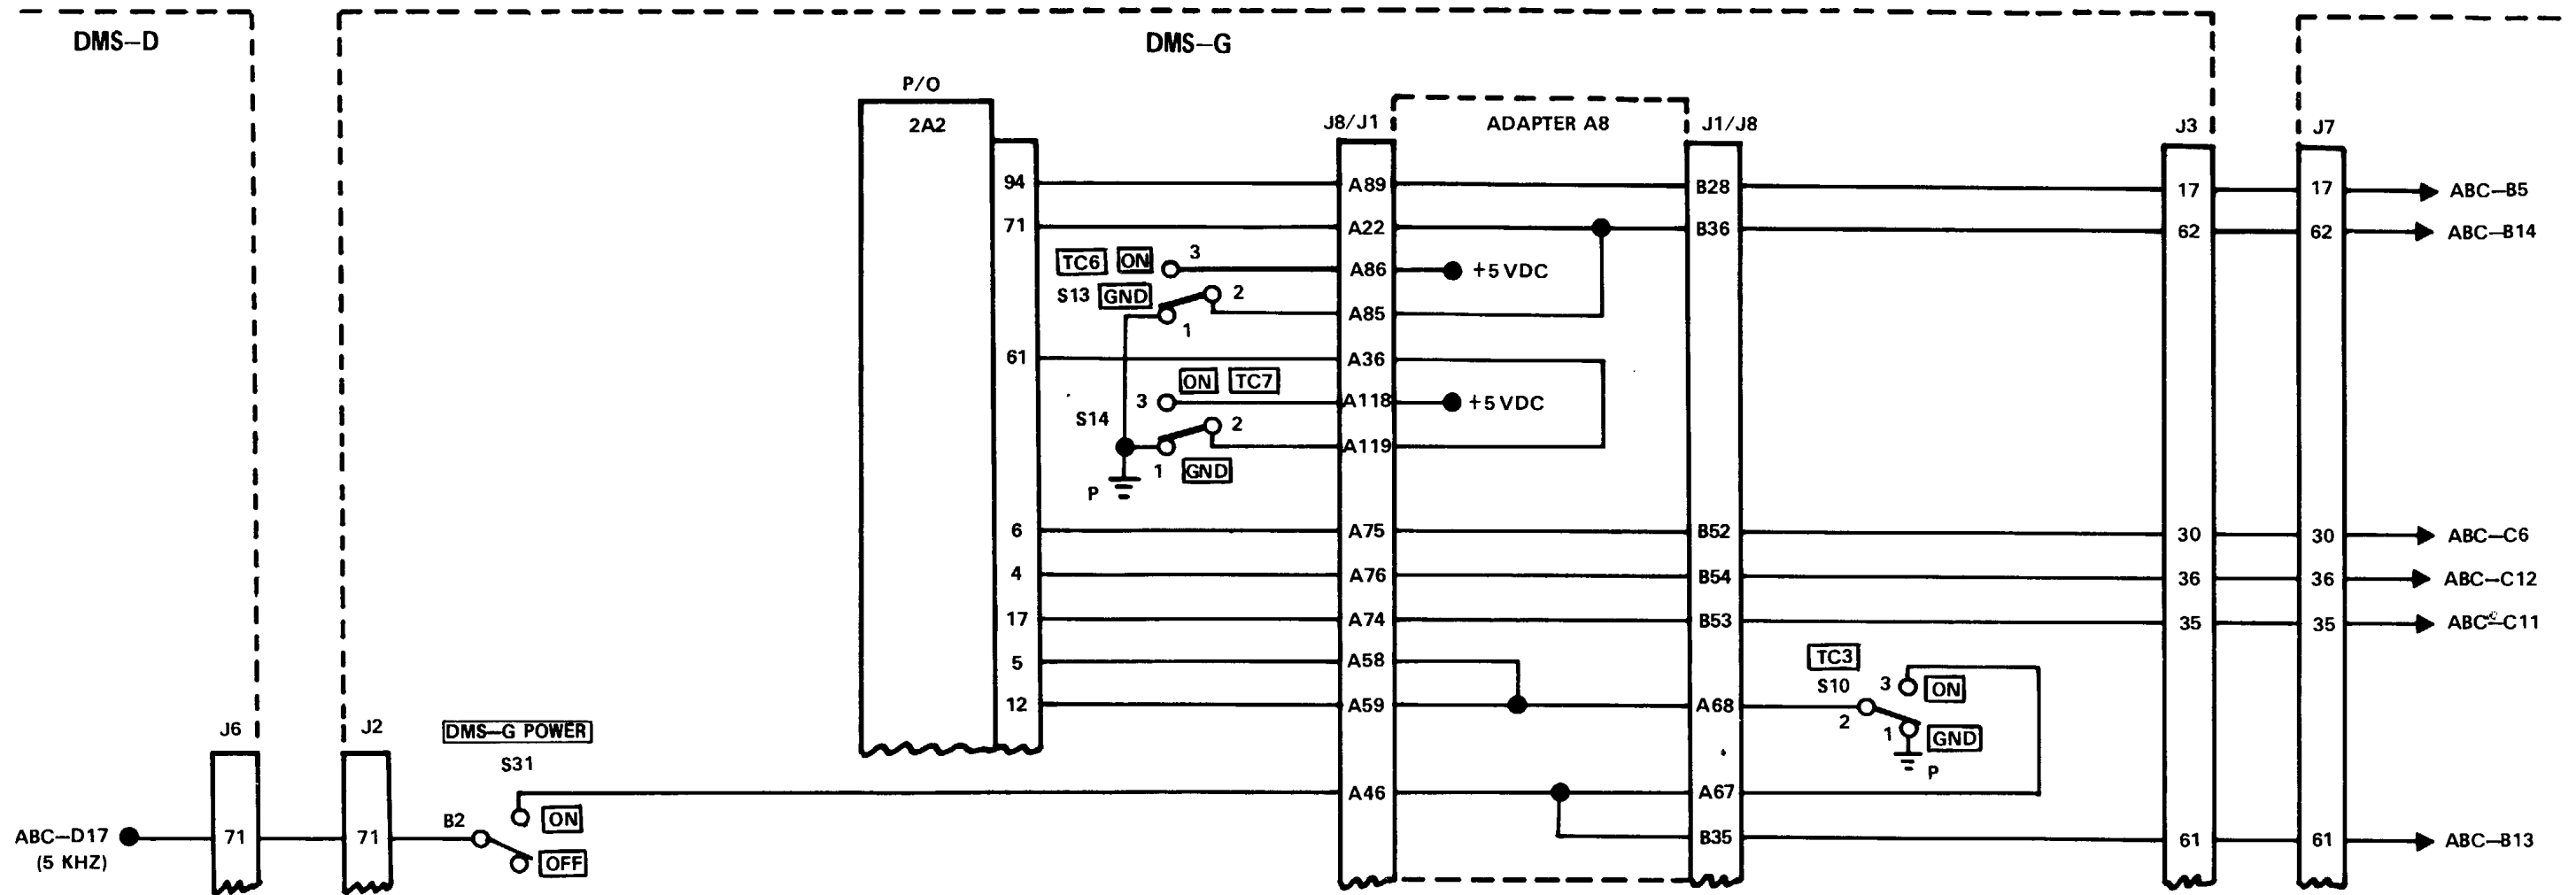 DMS–D
DMS–G
P/O
2A2
J8/J1
ADAPTER A8
J1/J8
J3
J7
94 A89 B28 17 17 ABC–B5
71 A22 B36 62 62 ABC–B14
TC6 ON 3 A86 +5 VDC
S13 GND 2
1 A85
61 A36
ON TC7
3 A118 +5 VDC
S14 2
A119
1 GND
P
6 A75 B52 30 30 ABC–C6
4 A76 B54 36 36 ABC–C12
17 A74 B53 35 35 ABC–C11
5 A58
TC3
S10 3 ON
12 A59 A68
2 1 GND
P
J6 J2
DMS–G POWER
S31
A46 A67
B2 ON
ABC–D17 71 71
(5 KHZ)
OFF
B35 61 61 ABC–B13